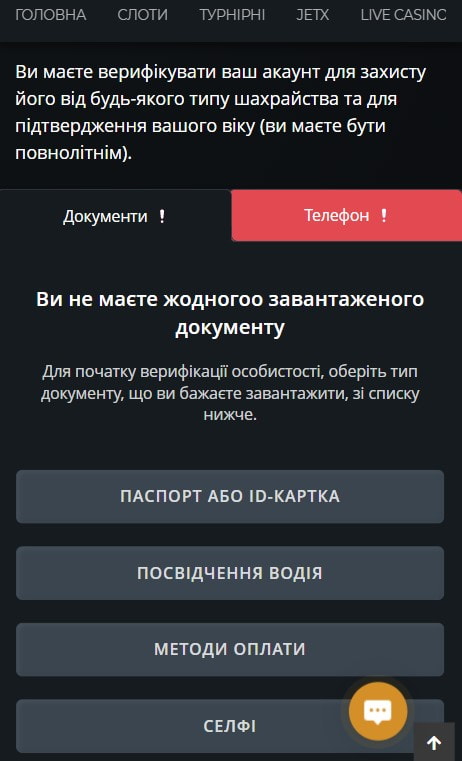 ГОЛОВНА СЛОТИ ТУРНІРНІ JETX LIVE CASINO
Ви маєте верифікувати ваш акаунт для захисту
його від будь-якого типу шахрайства та для
підтвердження вашого віку (ви маєте бути
повнолітнім).
Документи ! Телефон !
Ви не маєте жодногоо завантаженого
документу
Для початку верифікації особистості, оберіть тип
документу, що ви бажаєте завантажити, зі списку
нижче.
ПАСПОРТ АБО ID-КАРТКА
ПОСВІДЧЕННЯ ВОДІЯ
МЕТОДИ ОПЛАТИ
СЕЛФІ